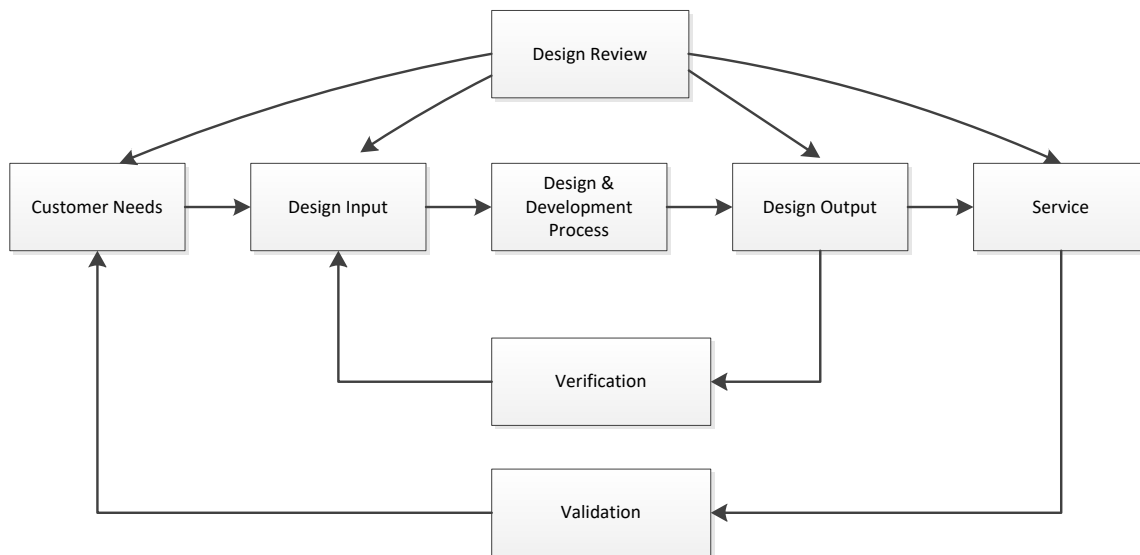 Design Review
Customer Needs
Design Input
Design &
Development
Process
Design Output
Service
Verification
Validation